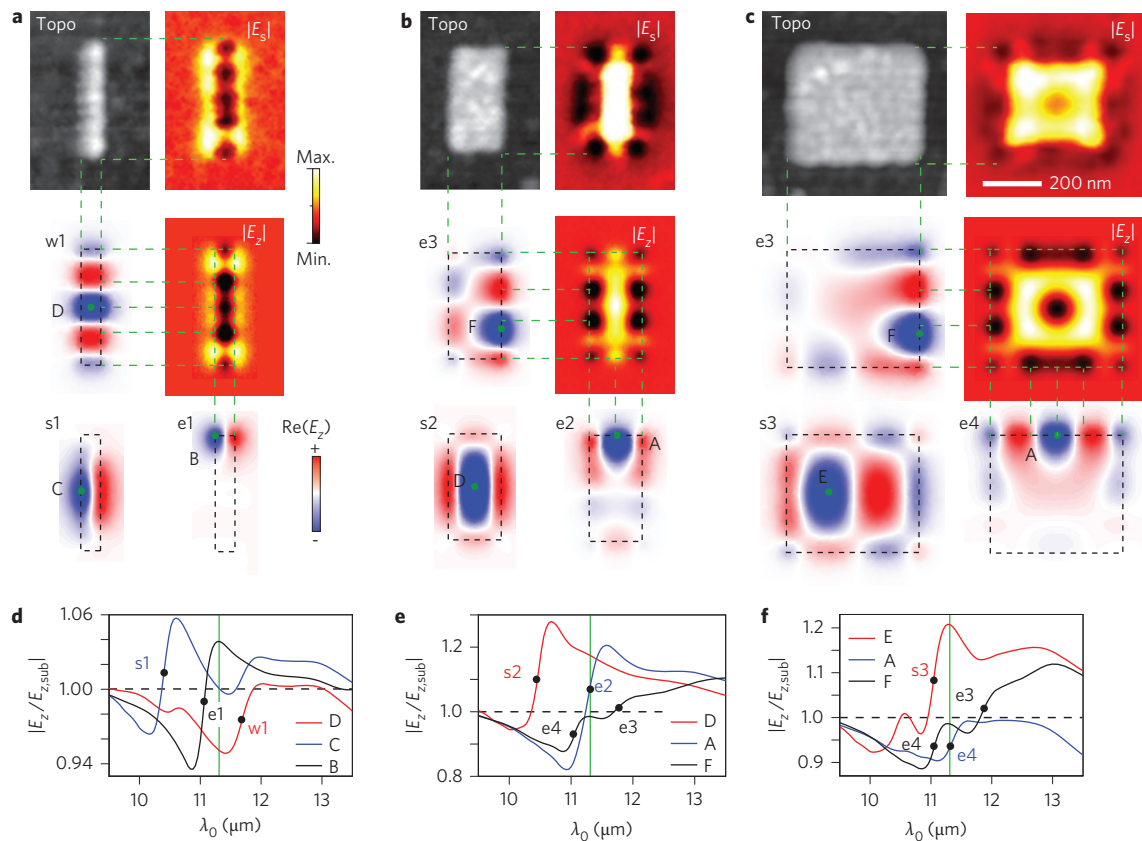 a
Topo
|Es|
Max.
Min.
w1
D
|Ez|
s1
C
e1
B
Re(Ez)
+
-
b
Topo
|Es|
e3
F
|Ez|
s2
D
e2
A
c
Topo
|Es|
200 nm
e3
F
|Ez|
s3
E
e4
A
d
|Ez/Ez,sub|
1.06
1.00
0.94
s1
e1
w1
D
C
B
10 11 12 13
λ0 (μm)
e
|Ez/Ez,sub|
1.2
1.0
0.8
s2
e2
e4
e3
D
A
F
10 11 12 13
λ0 (μm)
f
|Ez/Ez,sub|
1.2
1.1
1.0
0.9
E
A
F
s3
e3
e4
e4
10 11 12 13
λ0 (μm)